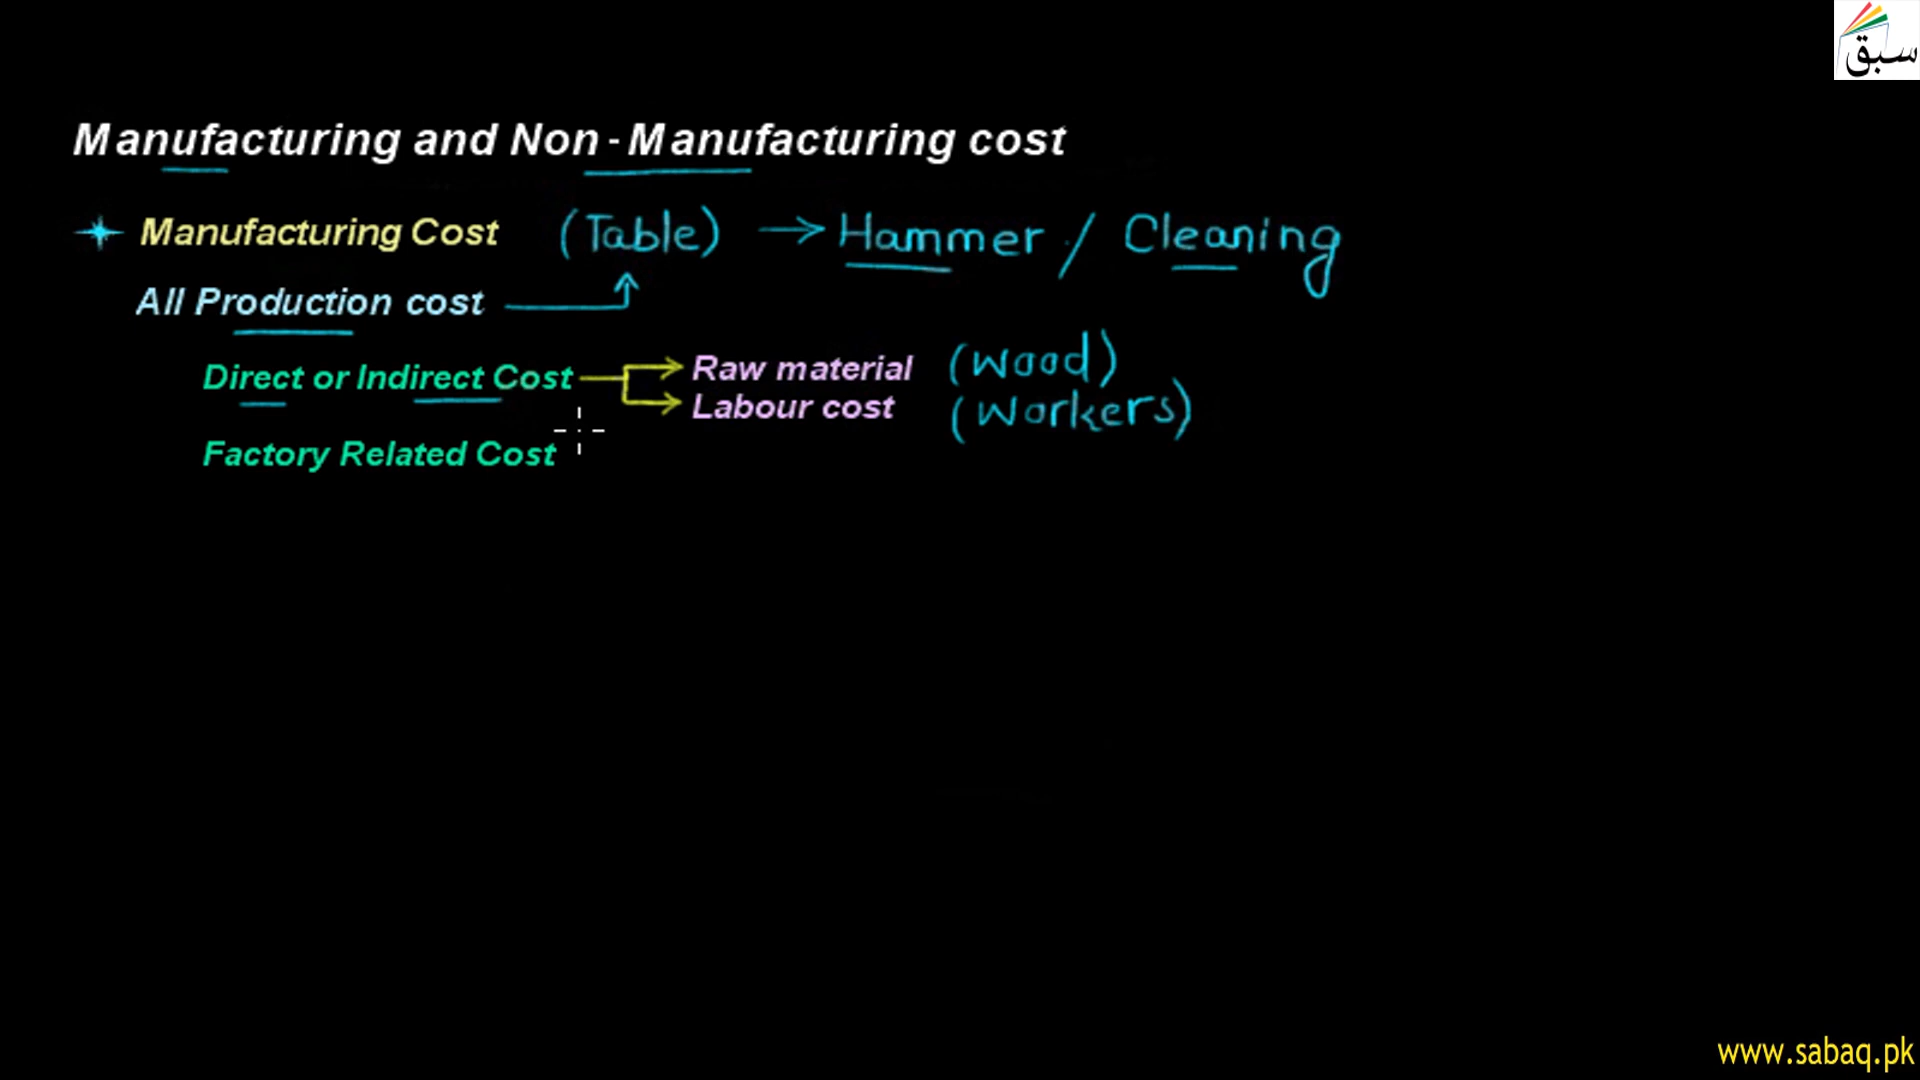 سبق
Manufacturing and Non-Manufacturing cost
Manufacturing Cost (Table) → Hammer / Cleaning
All Production cost
Direct or Indirect Cost Raw material (Wood)
Labour cost (Workers)
Factory Related Cost
www.sabaq.pk